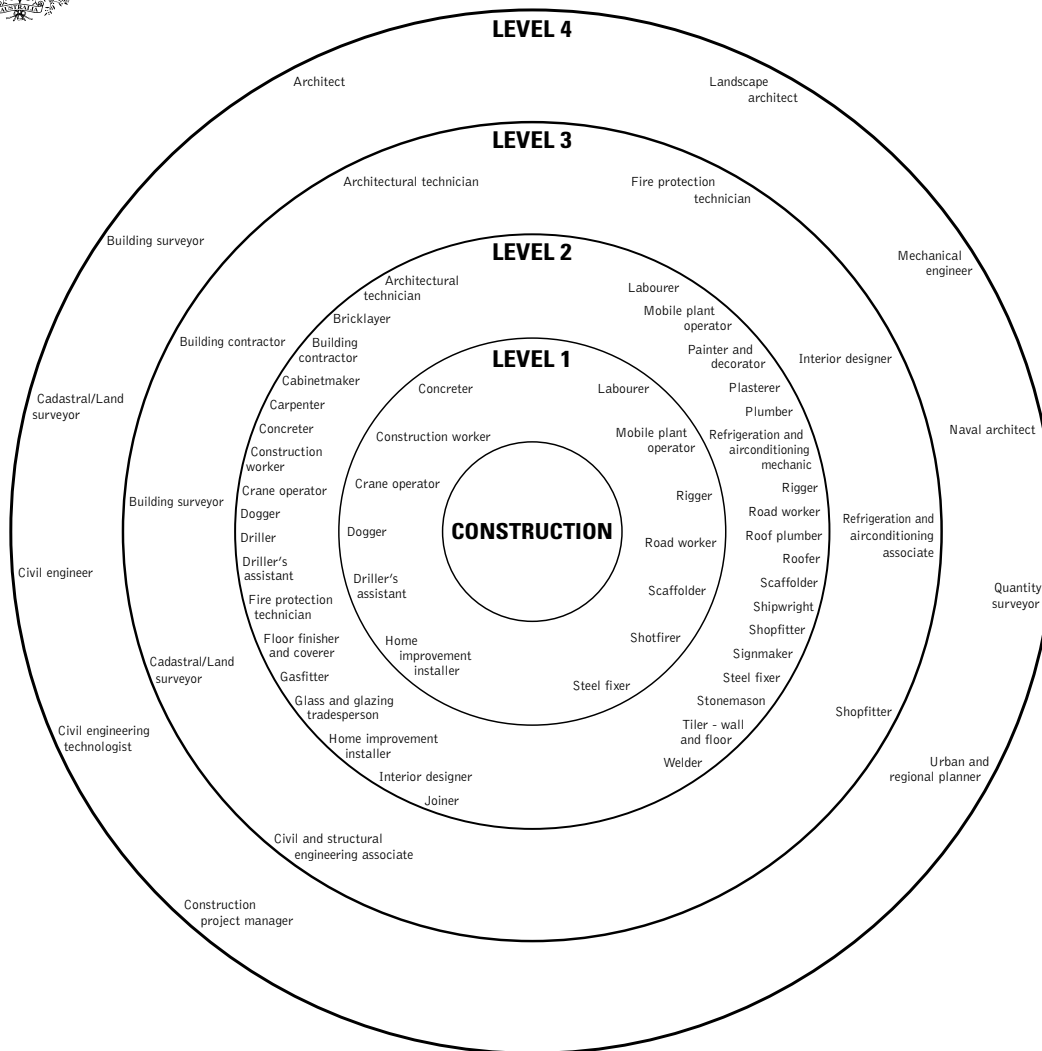 AUSTRALIA
LEVEL 4
Architect
Landscape
architect
Building surveyor
Mechanical
engineer
Cadastral/Land
surveyor
Naval architect
Civil engineer
Quantity
surveyor
Civil engineering
technologist
Urban and
regional planner
Construction
project manager
LEVEL 3
Architectural technician
Fire protection
technician
Building contractor
Interior designer
Building surveyor
Refrigeration and
airconditioning
associate
Cadastral/Land
surveyor
Shopfitter
Civil and structural
engineering associate
LEVEL 2
Architectural
technician
Bricklayer
Building
contractor
Cabinetmaker
Carpenter
Concreter
Construction
worker
Crane operator
Dogger
Driller
Driller's
assistant
Fire protection
technician
Floor finisher
and coverer
Gasfitter
Glass and glazing
tradesperson
Home improvement
installer
Interior designer
Joiner
Labourer
Mobile plant
operator
Painter and
decorator
Plasterer
Plumber
Refrigeration and
airconditioning
mechanic
Rigger
Road worker
Roof plumber
Roofer
Scaffolder
Shipwright
Shopfitter
Signmaker
Steel fixer
Stonemason
Tiler - wall
and floor
Welder
LEVEL 1
Concreter
Construction worker
Crane operator
Dogger
Driller's
assistant
Home
improvement
installer
Labourer
Mobile plant
operator
Rigger
Road worker
Scaffolder
Shotfirer
Steel fixer
CONSTRUCTION